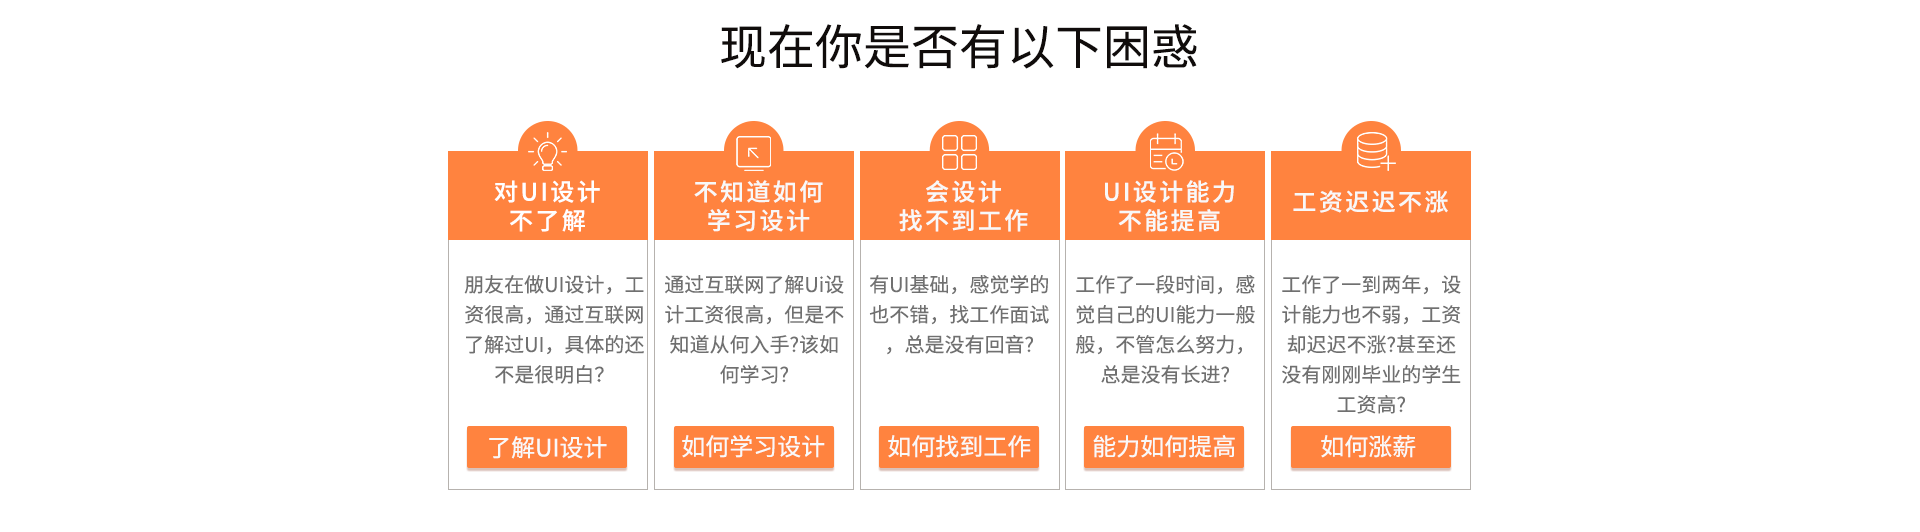 现在你是否有以下困惑
对UI设计
不了解
朋友在做UI设计，工
资很高，通过互联网
了解过UI，具体的还
不是很明白？
了解UI设计
不知道如何
学习设计
通过互联网了解Ui设
计工资很高，但是不
知道从何入手？该如
何学习？
如何学习设计
会设计
找不到工作
有UI基础，感觉学的
也不错，找工作面试
，总是没有回音？
如何找到工作
UI设计能力
不能提高
工作了一段时间，感
觉自己的UI能力一般
般，不管怎么努力，
总是没有长进？
能力如何提高
工资迟迟不涨
工作了一到两年，设
计能力也不弱，工资
却迟迟不涨？甚至还
没有刚刚毕业的学生
工资高？
如何涨薪